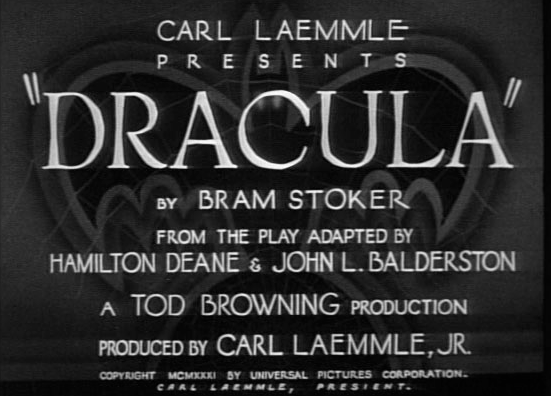 CARL LAEMMLE
PRESENTS
"DRACULA"
BY BRAM STOKER
FROM THE PLAY ADAPTED BY
HAMILTON DEANE & JOHN L. BALDERSTON
A TOD BROWNING PRODUCTION
PRODUCED BY CARL LAEMMLE, JR.
COPYRIGHT MCMXXXI BY UNIVERSAL PICTURES CORPORATION.
CARL LAEMMLE, PRESIENT.